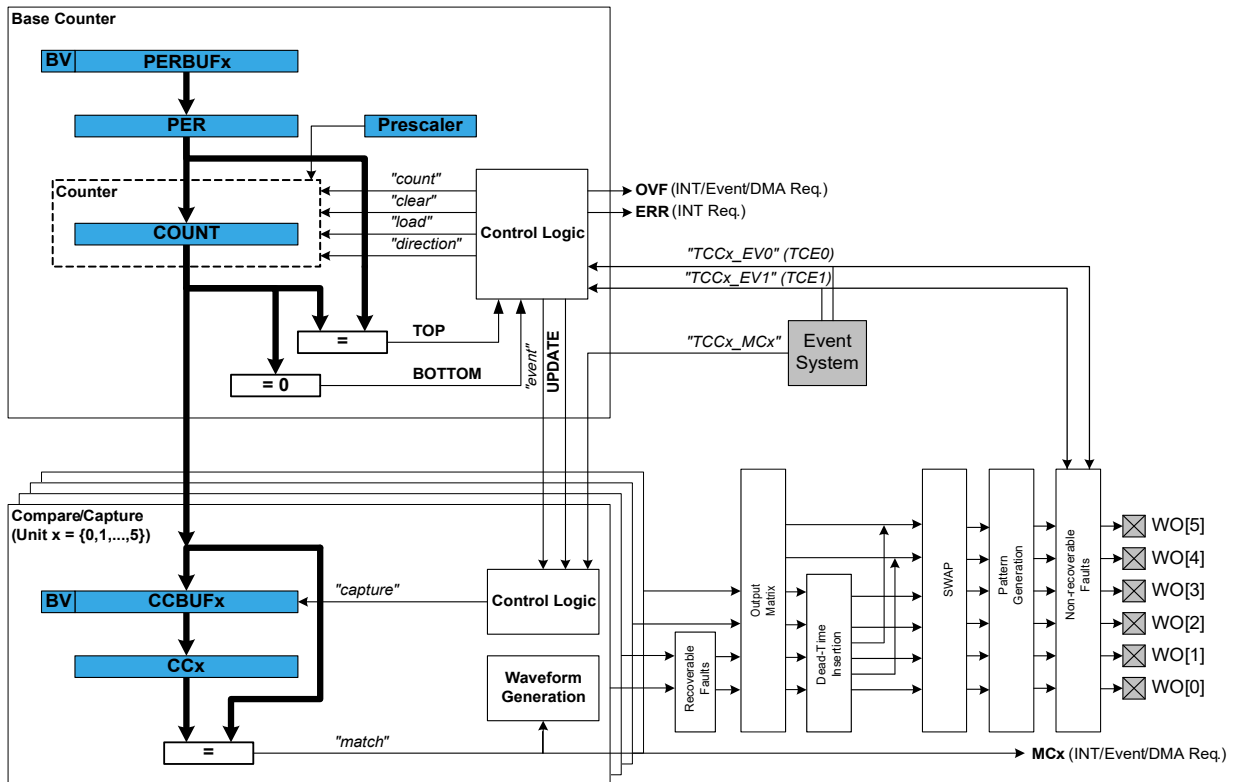 Base Counter
BV PERBUFx
PER
Prescaler
Counter
COUNT
"count"
"clear"
"load"
"direction"
Control Logic
OVF (INT/Event/DMA Req.)
ERR (INT Req.)
"TCCx_EV0" (TCE0)
"TCCx_EV1" (TCE1)
"TCCx_MCx"
Event
System
=
TOP
= 0
BOTTOM
"event"
UPDATE
Compare/Capture
(Unit x = {0,1,...,5})
BV CCBUFx
"capture"
Control Logic
CCx
Waveform
Generation
=
"match"
Recoverable
Faults
Output
Matrix
Dead-Time
Insertion
SWAP
Pattern
Generation
Non-recoverable
Faults
WO[5]
WO[4]
WO[3]
WO[2]
WO[1]
WO[0]
MCx (INT/Event/DMA Req.)